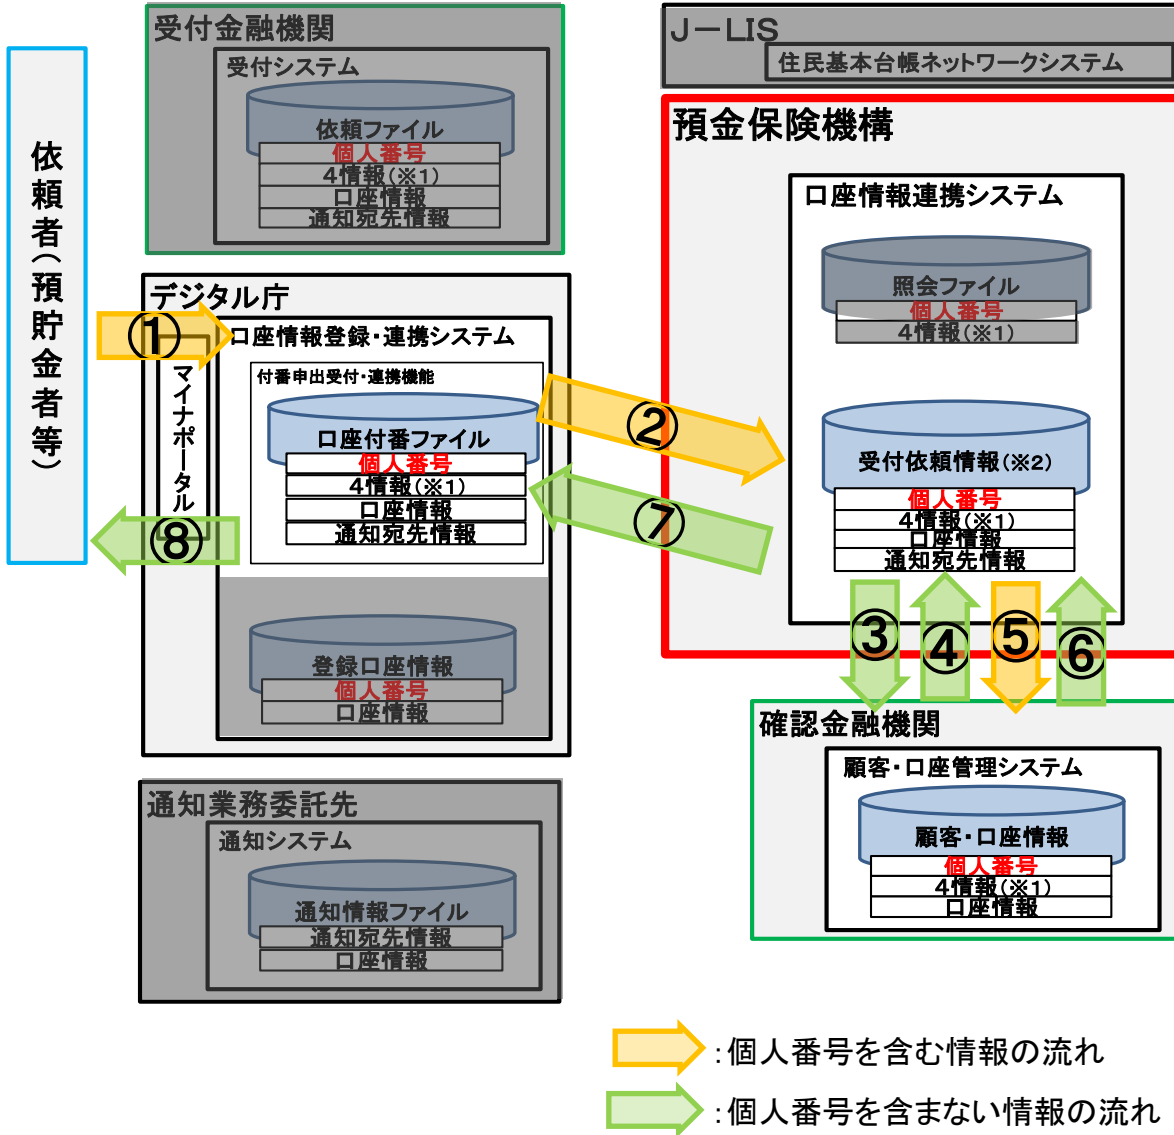 受付金融機関
受付システム
依頼ファイル
個人番号
4情報(※1)
口座情報
通知宛先情報
J－LIS
住民基本台帳ネットワークシステム
依頼者(預貯金者等)
デジタル庁
①
マイナポータル
口座情報登録・連携システム
付番申出受付・連携機能
口座付番ファイル
個人番号
4情報(※1)
口座情報
通知宛先情報
⑧
登録口座情報
個人番号
口座情報
②
⑦
預金保険機構
口座情報連携システム
照会ファイル
個人番号
4情報(※1)
受付依頼情報(※2)
個人番号
4情報(※1)
口座情報
通知宛先情報
③
④
⑤
⑥
確認金融機関
顧客・口座管理システム
顧客・口座情報
個人番号
4情報(※1)
口座情報
通知業務委託先
通知システム
通知情報ファイル
通知宛先情報
口座情報
：個人番号を含む情報の流れ
：個人番号を含まない情報の流れ